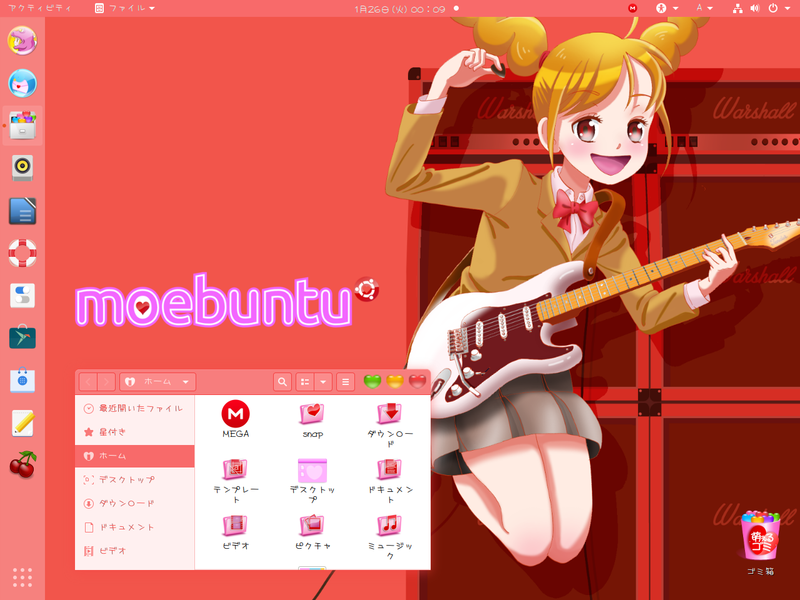 アクティビティ
ファイル
1月26日(火) 00:09
A
Warshall
Warshall
moebuntu
ホーム
最近開いたファイル
星付き
ホーム
デスクトップ
ダウンロード
ドキュメント
ビデオ
MEGA
snap
ダウンロー
ド
テンプレー
ト
デスクトッ
プ
ドキュメン
ト
ビデオ
ピクチャ
ミュージッ
ク
萌える
ゴミ
ゴミ箱